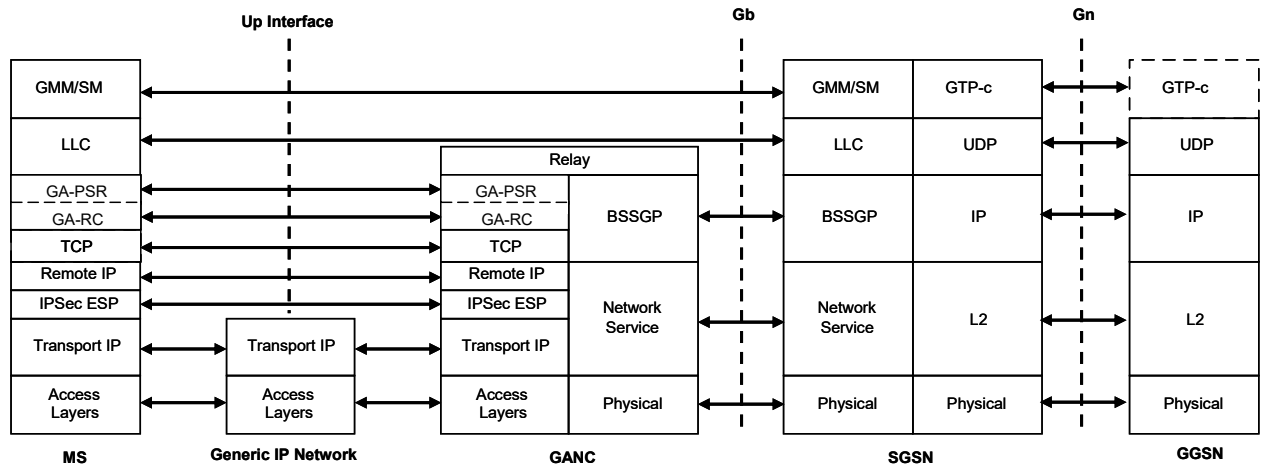 Up Interface
Gb
Gn
GMM/SM
GMM/SM
GTP-c
GTP-c
LLC
LLC
UDP
UDP
Relay
GA-PSR
GA-PSR
GA-RC
GA-RC
BSSGP
BSSGP
IP
IP
TCP
TCP
Remote IP
Remote IP
IPSec ESP
IPSec ESP
Network
Service
Network
Service
L2
L2
Transport IP
Transport IP
Transport IP
Access
Layers
Access
Layers
Access
Layers
Physical
Physical
Physical
Physical
MS
Generic IP Network
GANC
SGSN
GGSN